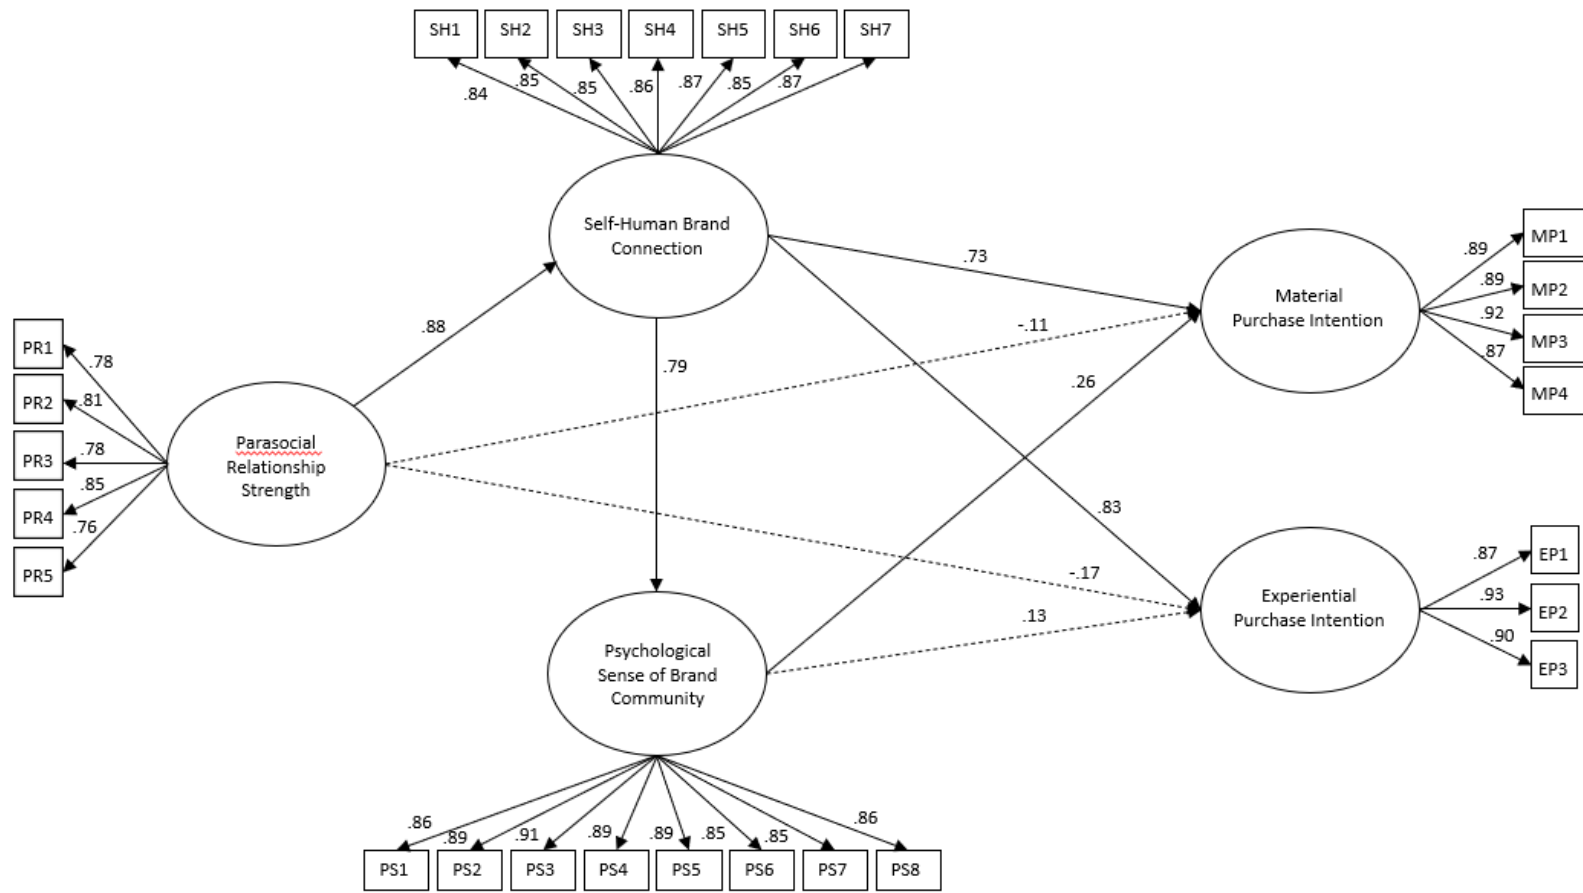 SH1 SH2 SH3 SH4 SH5 SH6 SH7
.84 .85 .85 .86 .87 .85 .87
Self-Human Brand
Connection
.73
.88
-.11
.79
.26
.83
-.17
.13
PR1
PR2
PR3
PR4
PR5
.78
.81
.78
.85
.76
Parasocial
Relationship
Strength
Material
Purchase Intention
.89
.89
.92
.87
MP1
MP2
MP3
MP4
Experiential
Purchase Intention
.87
.93
.90
EP1
EP2
EP3
Psychological
Sense of Brand
Community
.86 .89 .91 .89 .89 .85 .85 .86
PS1 PS2 PS3 PS4 PS5 PS6 PS7 PS8